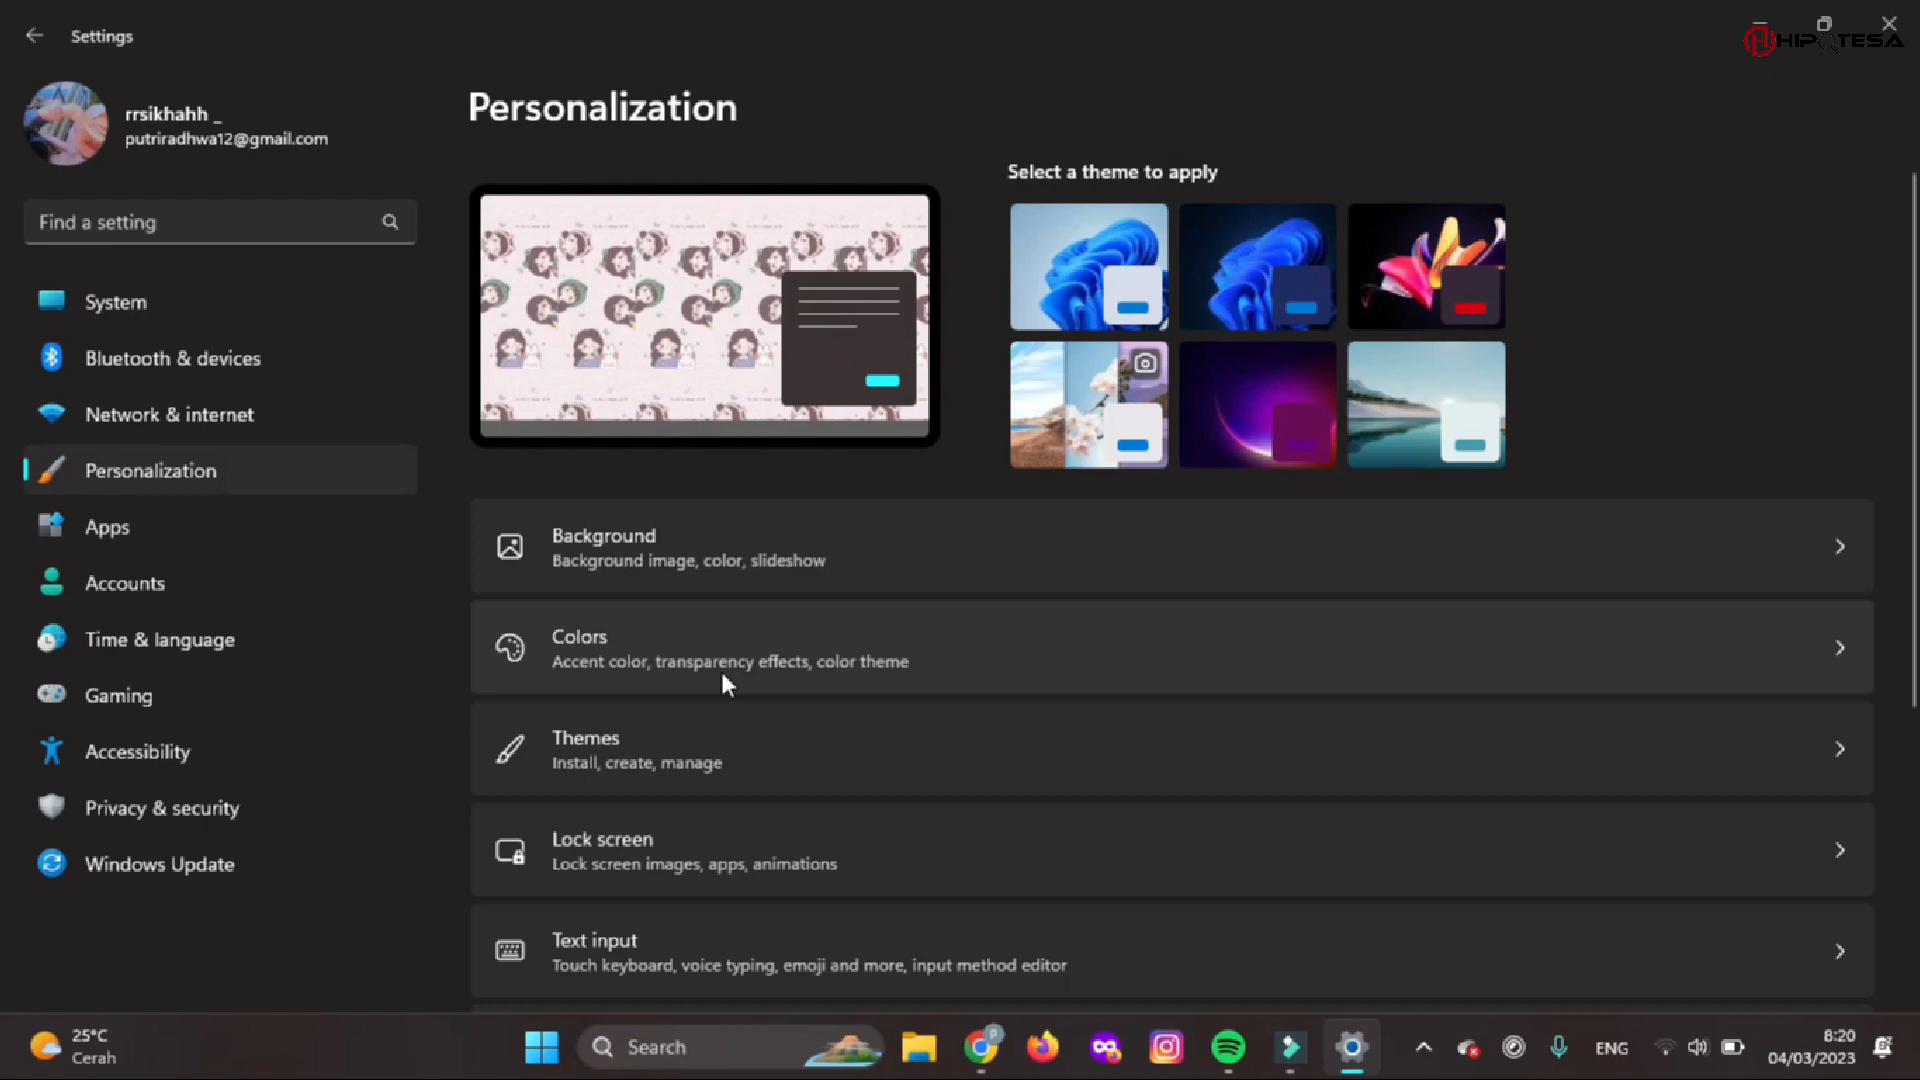 Settings
HIPOTESA
rrsikhahh _
putriradhwa12@gmail.com
Find a setting
System
Bluetooth & devices
Network & internet
Personalization
Apps
Accounts
Time & language
Gaming
Accessibility
Privacy & security
Windows Update
Personalization
Select a theme to apply
Background
Background image, color, slideshow
Colors
Accent color, transparency effects, color theme
Themes
Install, create, manage
Lock screen
Lock screen images, apps, animations
Text input
Touch keyboard, voice typing, emoji and more, input method editor
25°C
Cerah
Search
P
ENG
8:20
04/03/2023